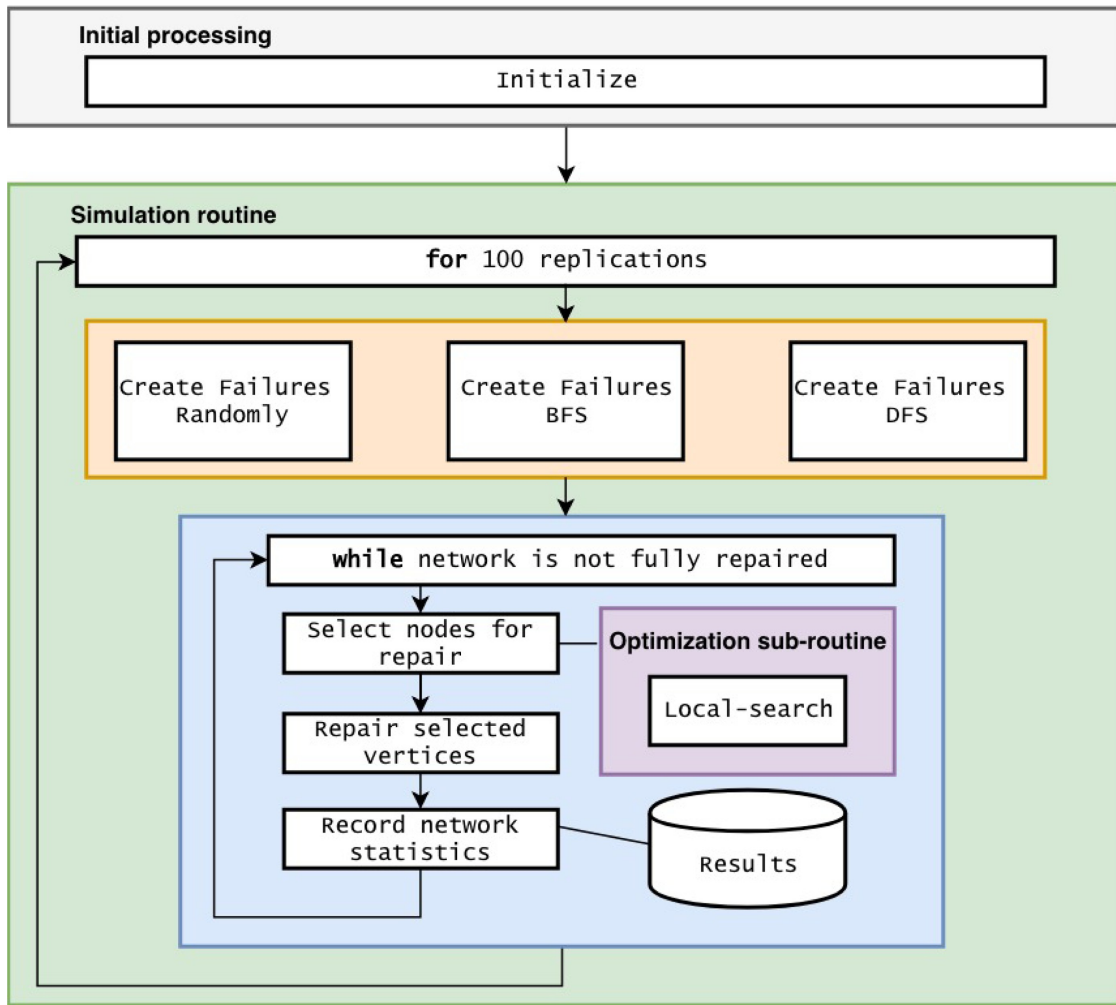 Initial processing
Initialize
Simulation routine
for 100 replications
Create Failures
Randomly
Create Failures
BFS
Create Failures
DFS
while network is not fully repaired
Select nodes for
repair
Optimization sub-routine
Local-search
Repair selected
vertices
Record network
statistics
Results